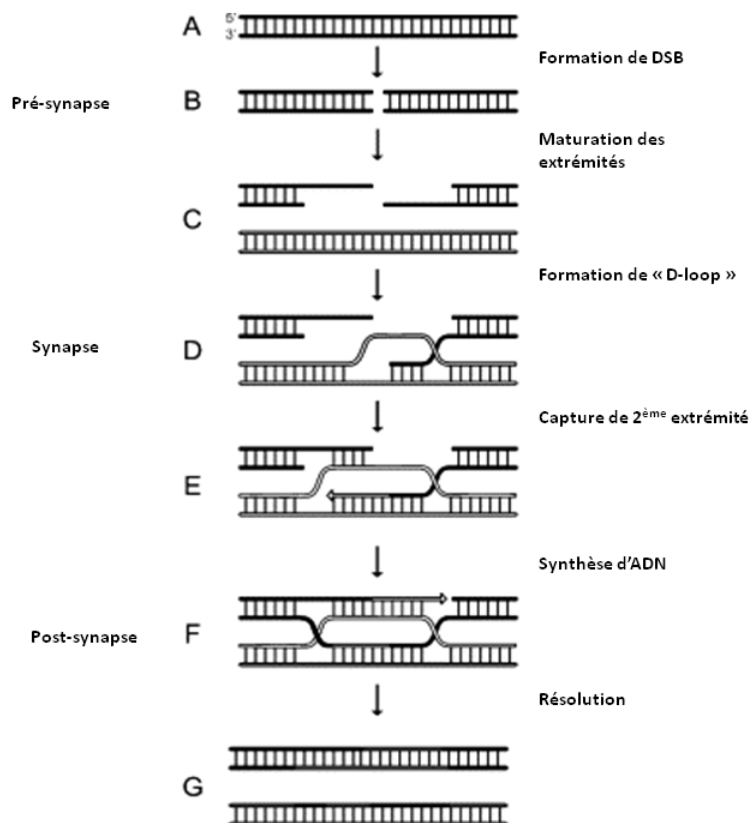 A
5'
3'
Formation de DSB
Pré-synapse
B
Maturation des
extrémités
C
Formation de « D-loop »
Synapse
D
Capture de 2ème extrémité
E
Synthèse d'ADN
Post-synapse
F
Résolution
G